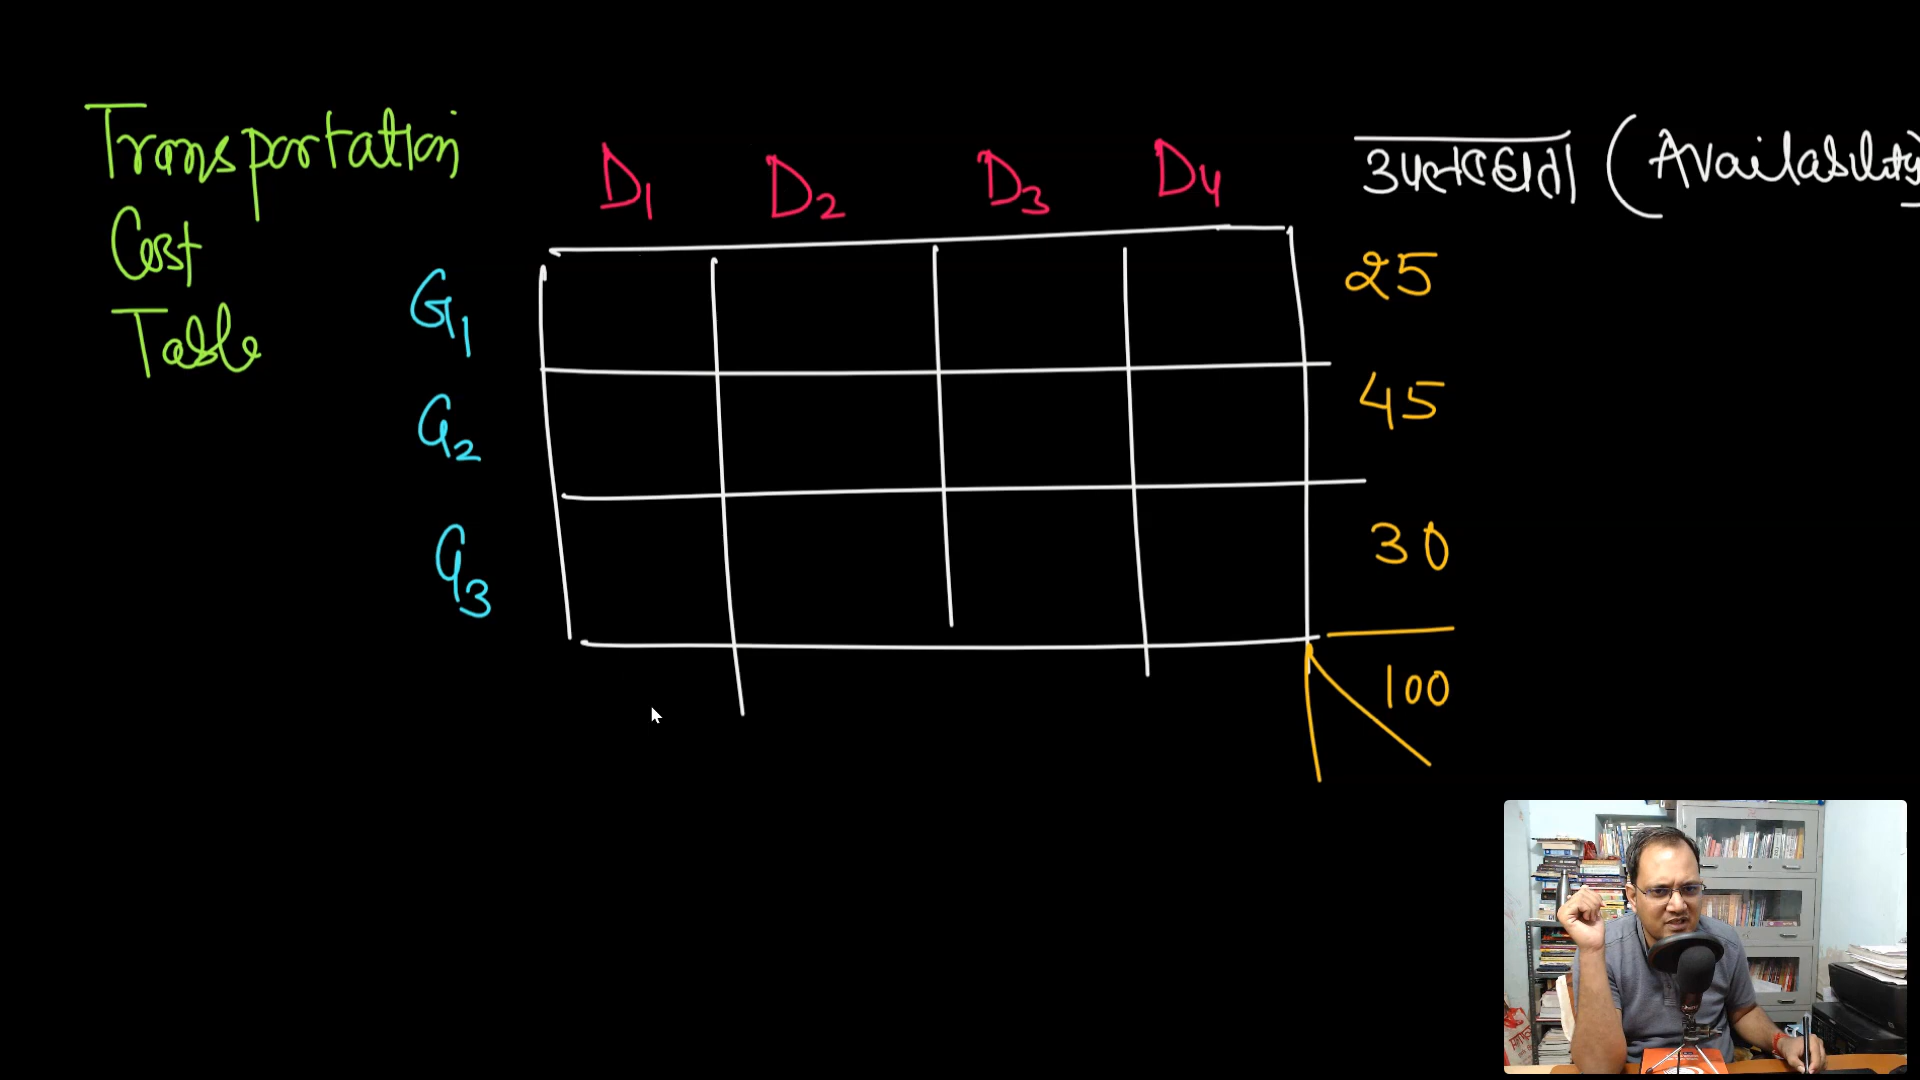 Transportation
Cost
Table
D1 D2 D3 D4 उपलब्धता (Availability)
G1 25
G2 45
G3 30
100